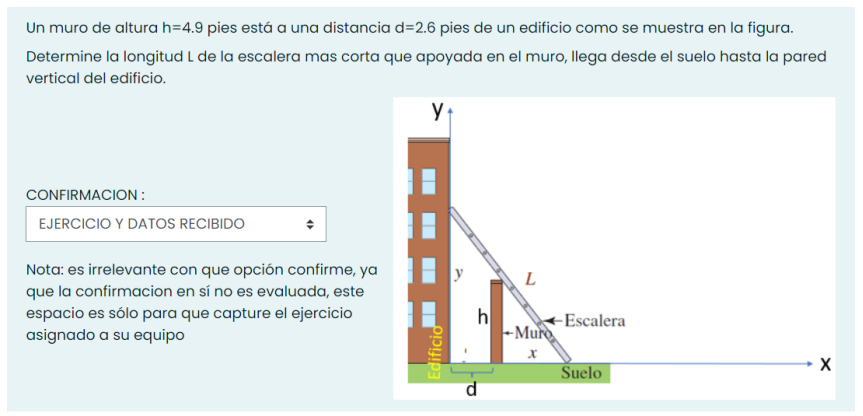 Un muro de altura h=4.9 pies está a una distancia d=2.6 pies de un edificio como se muestra en la figura.
Determine la longitud L de la escalera mas corta que apoyada en el muro, llega desde el suelo hasta la pared
vertical del edificio.
y
CONFIRMACION :
EJERCICIO Y DATOS RECIBIDO
Nota: es irrelevante con que opción confirme, ya
que la confirmacion en sí no es evaluada, este
espacio es sólo para que capture el ejercicio
asignado a su equipo
y
L
h
Escalera
Muro
x
Edificio
x
Suelo
d